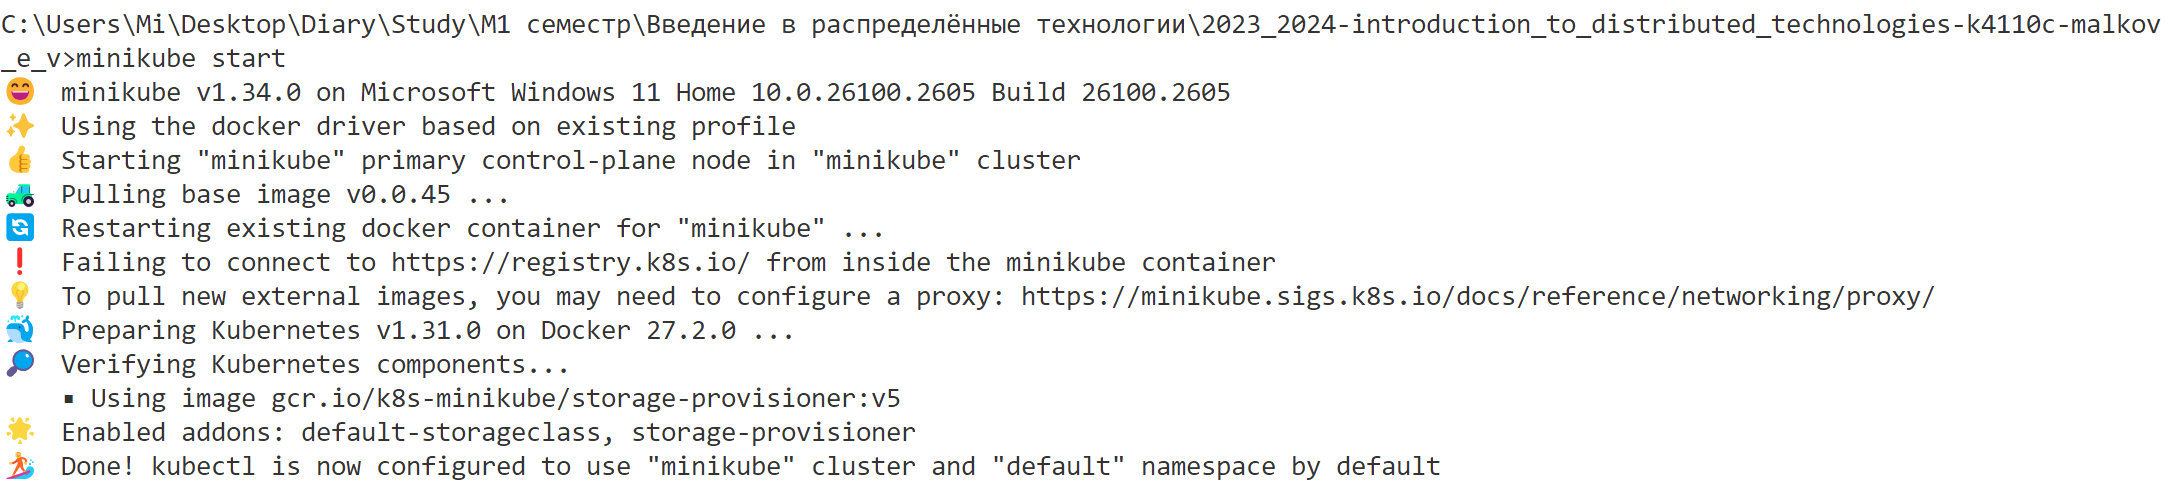 C:\Users\Mi\Desktop\Diary\Study\M1 семестр\Введение в распределённые технологии\2023_2024-introduction_to_distributed_technologies-k4110c-malkov
_e_v>minikube start
😄 minikube v1.34.0 on Microsoft Windows 11 Home 10.0.26100.2605 Build 26100.2605
✨ Using the docker driver based on existing profile
👍 Starting "minikube" primary control-plane node in "minikube" cluster
🚜 Pulling base image v0.0.45 ...
🔄 Restarting existing docker container for "minikube" ...
❗ Failing to connect to https://registry.k8s.io/ from inside the minikube container
💡 To pull new external images, you may need to configure a proxy: https://minikube.sigs.k8s.io/docs/reference/networking/proxy/
🐳 Preparing Kubernetes v1.31.0 on Docker 27.2.0 ...
🔎 Verifying Kubernetes components...
▪ Using image gcr.io/k8s-minikube/storage-provisioner:v5
🌟 Enabled addons: default-storageclass, storage-provisioner
🏄 Done! kubectl is now configured to use "minikube" cluster and "default" namespace by default